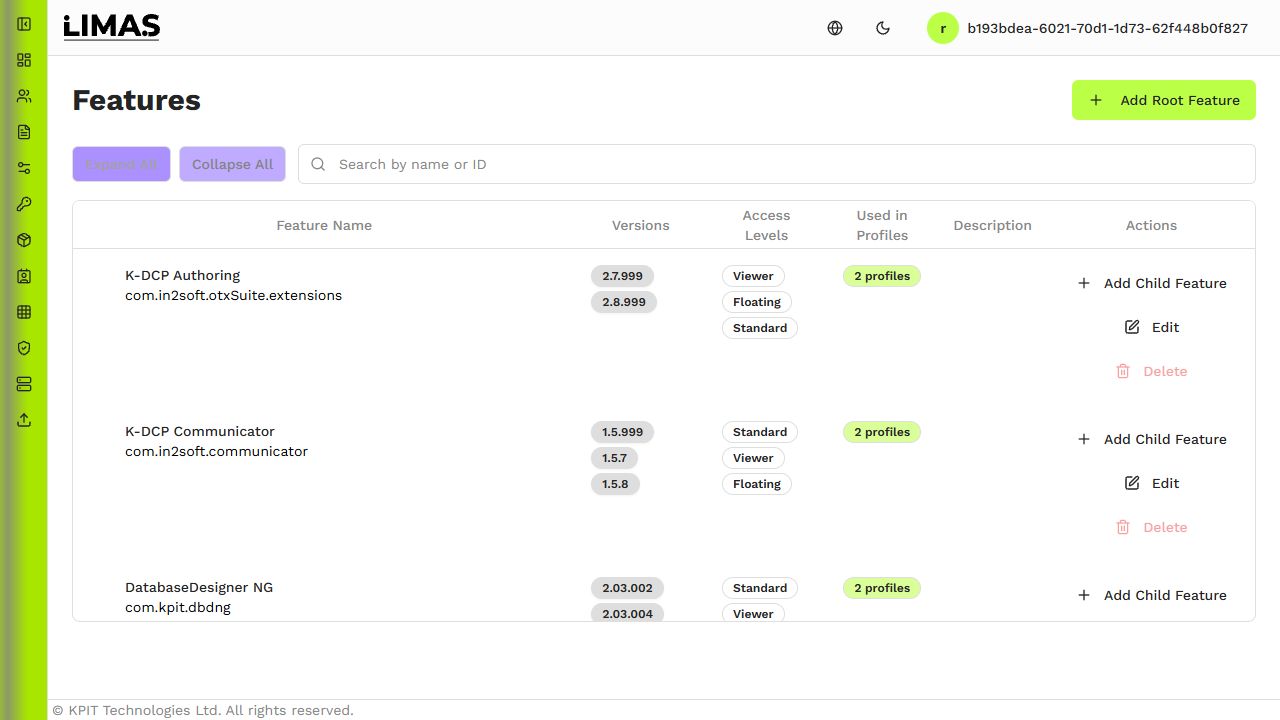 LIMAS
r
b193bdea-6021-70d1-1d73-62f448b0f827
Features
Add Root Feature
Expand All
Collapse All
Search by name or ID
Feature Name
Versions
Access
Levels
Used in
Profiles
Description
Actions
K-DCP Authoring
com.in2soft.otxSuite.extensions
2.7.999
2.8.999
Viewer
Floating
Standard
2 profiles
Add Child Feature
Edit
Delete
K-DCP Communicator
com.in2soft.communicator
1.5.999
1.5.7
1.5.8
Standard
Viewer
Floating
2 profiles
Add Child Feature
Edit
Delete
DatabaseDesigner NG
com.kpit.dbdng
2.03.002
2.03.004
Standard
Viewer
2 profiles
Add Child Feature
© KPIT Technologies Ltd. All rights reserved.